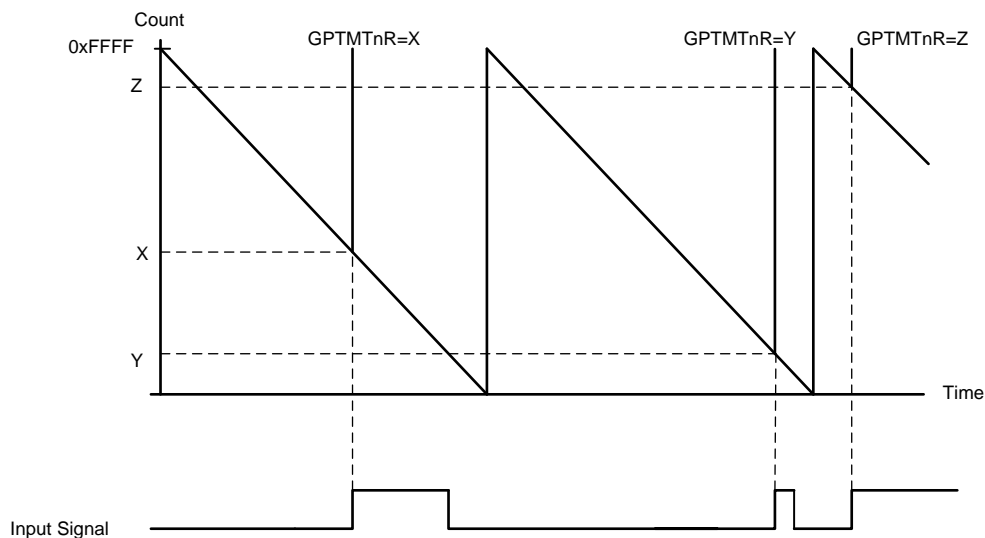 Count
0xFFFF
GPTMTnR=X
GPTMTnR=Y
GPTMTnR=Z
Z
X
Y
Time
Input Signal